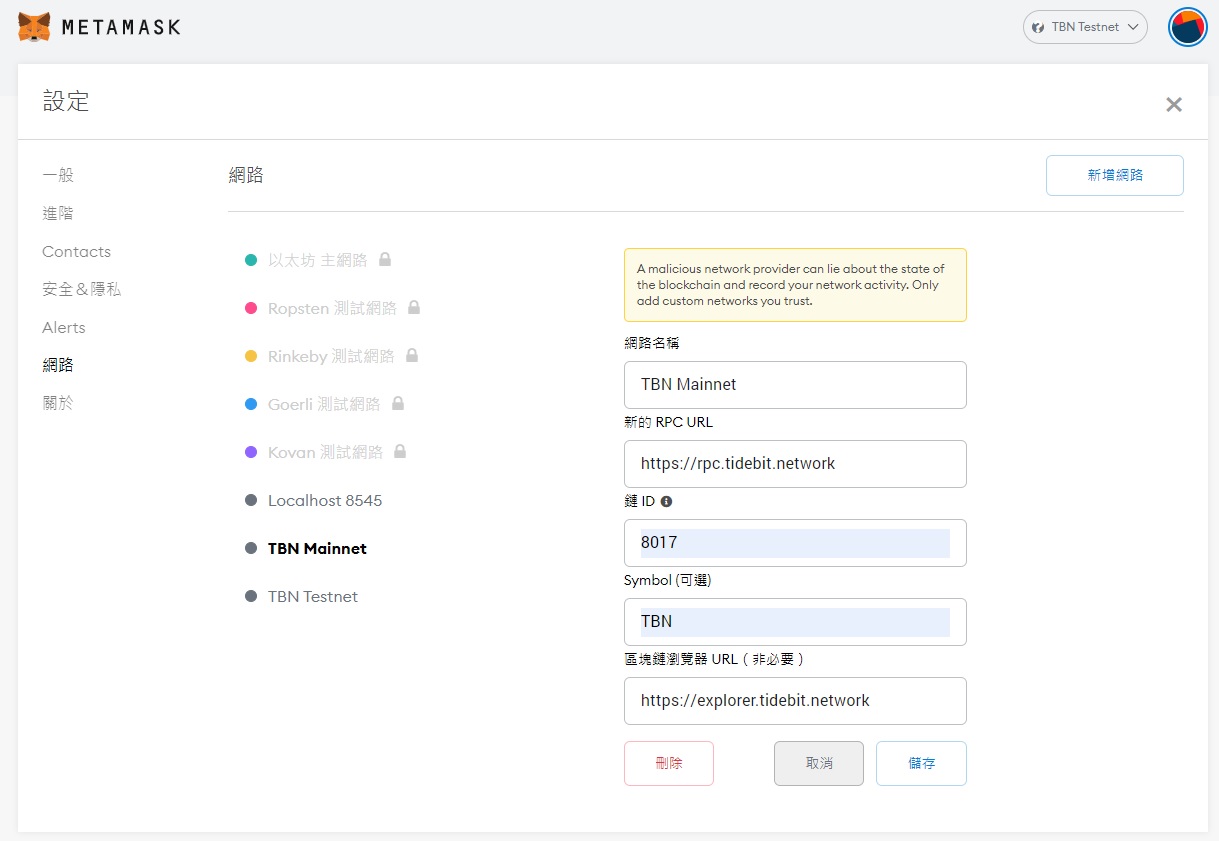 METAMASK
TBN Testnet
設定
一般
進階
Contacts
安全&隱私
Alerts
網路
關於
網路
新增網路
以太坊 主網路
Ropsten 測試網路
Rinkeby 測試網路
Goerli 測試網路
Kovan 測試網路
Localhost 8545
TBN Mainnet
TBN Testnet
A malicious network provider can lie about the state of
the blockchain and record your network activity. Only
add custom networks you trust.
網路名稱
TBN Mainnet
新的 RPC URL
https://rpc.tidebit.network
鏈 ID
8017
Symbol (可選)
TBN
區塊鏈瀏覽器 URL（非必要）
https://explorer.tidebit.network
刪除
取消
儲存